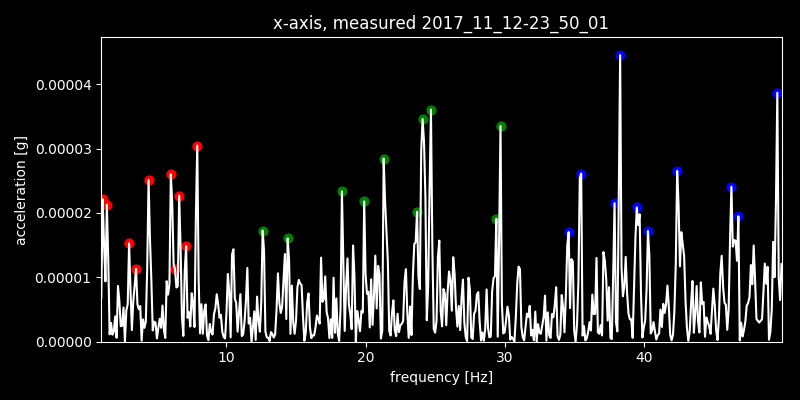 x-axis, measured 2017_11_12-23_50_01
0.00004
0.00003
0.00002
0.00001
0.00000
acceleration [g]
10 20 30 40
frequency [Hz]